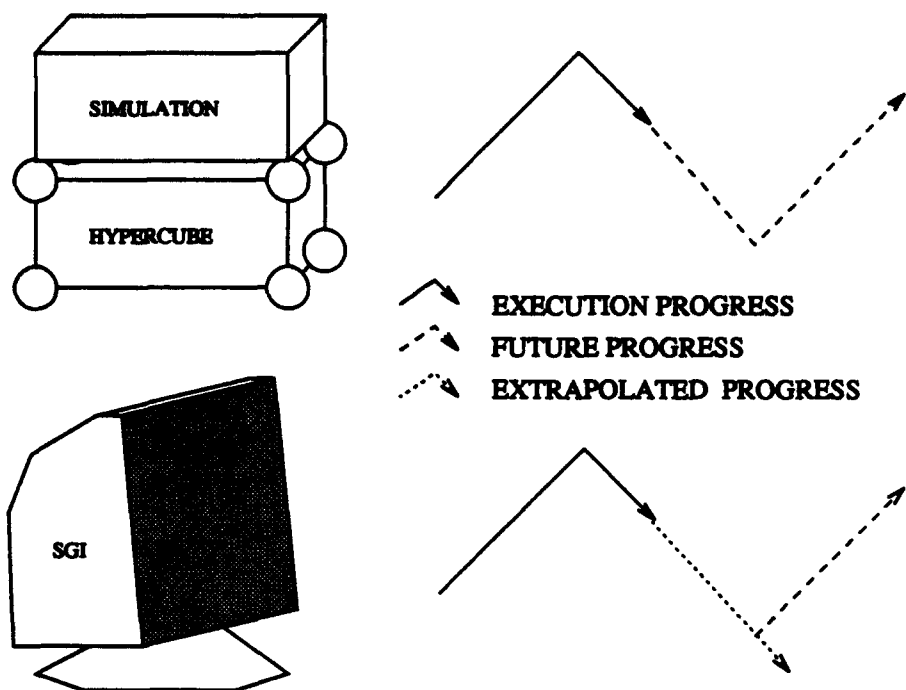 SIMULATION
HYPERCUBE
EXECUTION PROGRESS
FUTURE PROGRESS
EXTRAPOLATED PROGRESS
SGI